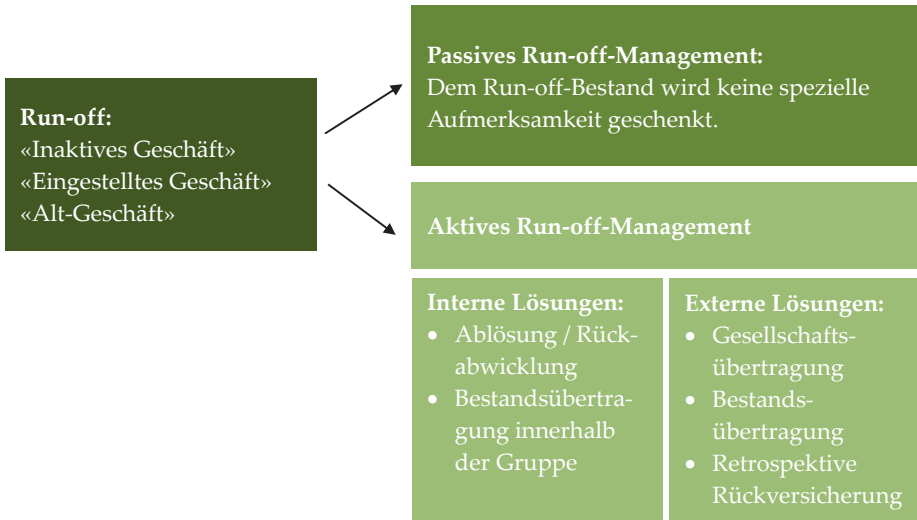 Run-off:
«Inaktives Geschäft»
«Eingestelltes Geschäft»
«Alt-Geschäft»
Passives Run-off-Management:
Dem Run-off-Bestand wird keine spezielle
Aufmerksamkeit geschenkt.
Aktives Run-off-Management
Interne Lösungen:
• Ablösung / Rück-
abwicklung
• Bestandsübertra-
gung innerhalb
der Gruppe
Externe Lösungen:
• Gesellschafts-
übertragung
• Bestands-
übertragung
• Retrospektive
Rückversicherung